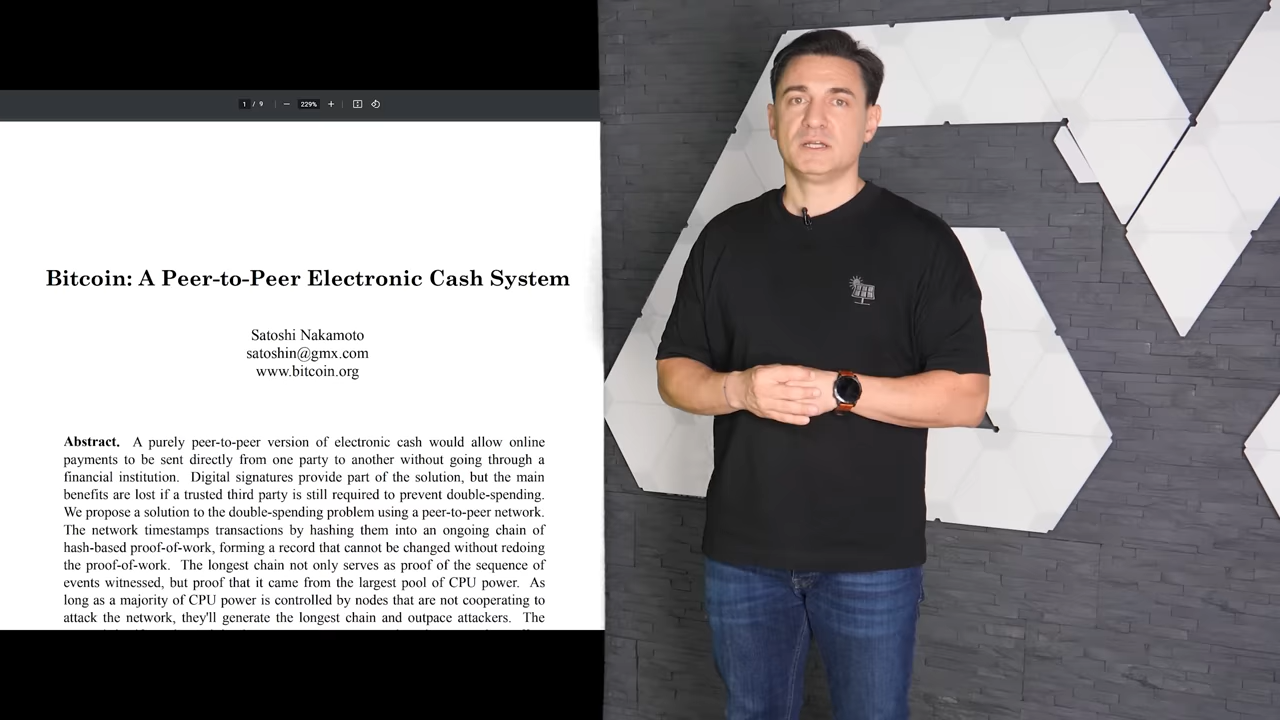 1 / 9 229%
Bitcoin: A Peer-to-Peer Electronic Cash System
Satoshi Nakamoto
satoshin@gmx.com
www.bitcoin.org
Abstract. A purely peer-to-peer version of electronic cash would allow online
payments to be sent directly from one party to another without going through a
financial institution. Digital signatures provide part of the solution, but the main
benefits are lost if a trusted third party is still required to prevent double-spending.
We propose a solution to the double-spending problem using a peer-to-peer network.
The network timestamps transactions by hashing them into an ongoing chain of
hash-based proof-of-work, forming a record that cannot be changed without redoing
the proof-of-work. The longest chain not only serves as proof of the sequence of
events witnessed, but proof that it came from the largest pool of CPU power. As
long as a majority of CPU power is controlled by nodes that are not cooperating to
attack the network, they'll generate the longest chain and outpace attackers. The